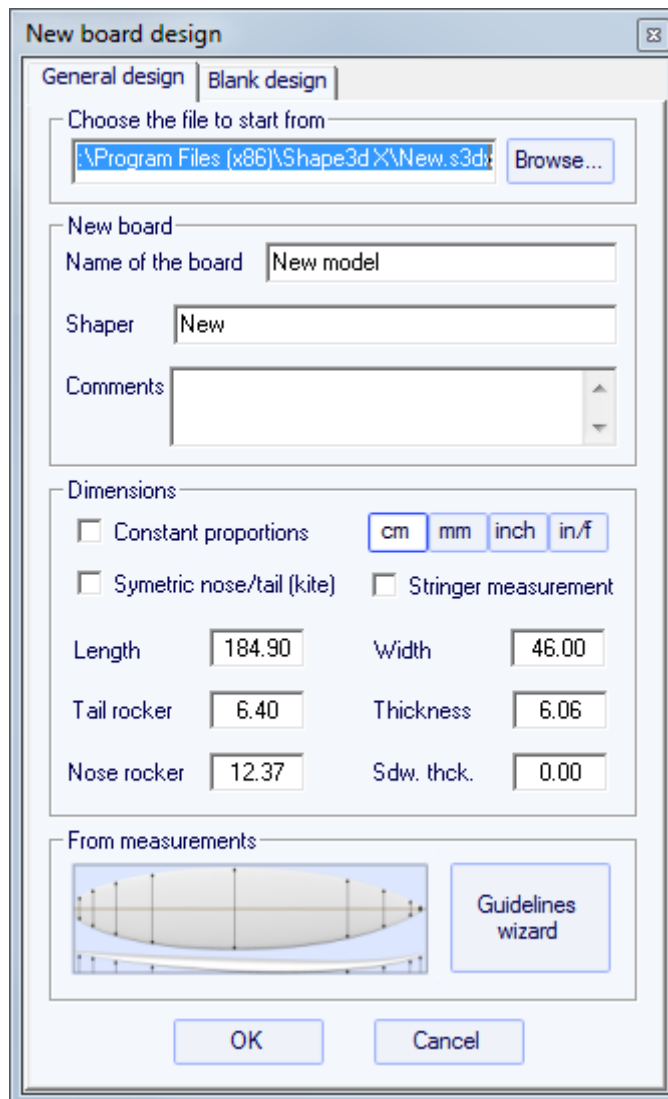 New board design
General design Blank design
Choose the file to start from
:\Program Files (x86)\Shape3d X\New.s3dx Browse...
New board
Name of the board New model
Shaper New
Comments
Dimensions
Constant proportions cm mm inch in/f
Symetric nose/tail (kite) Stringer measurement
Length 184.90 Width 46.00
Tail rocker 6.40 Thickness 6.06
Nose rocker 12.37 Sdw. thck. 0.00
From measurements
Guidelines
wizard
OK Cancel